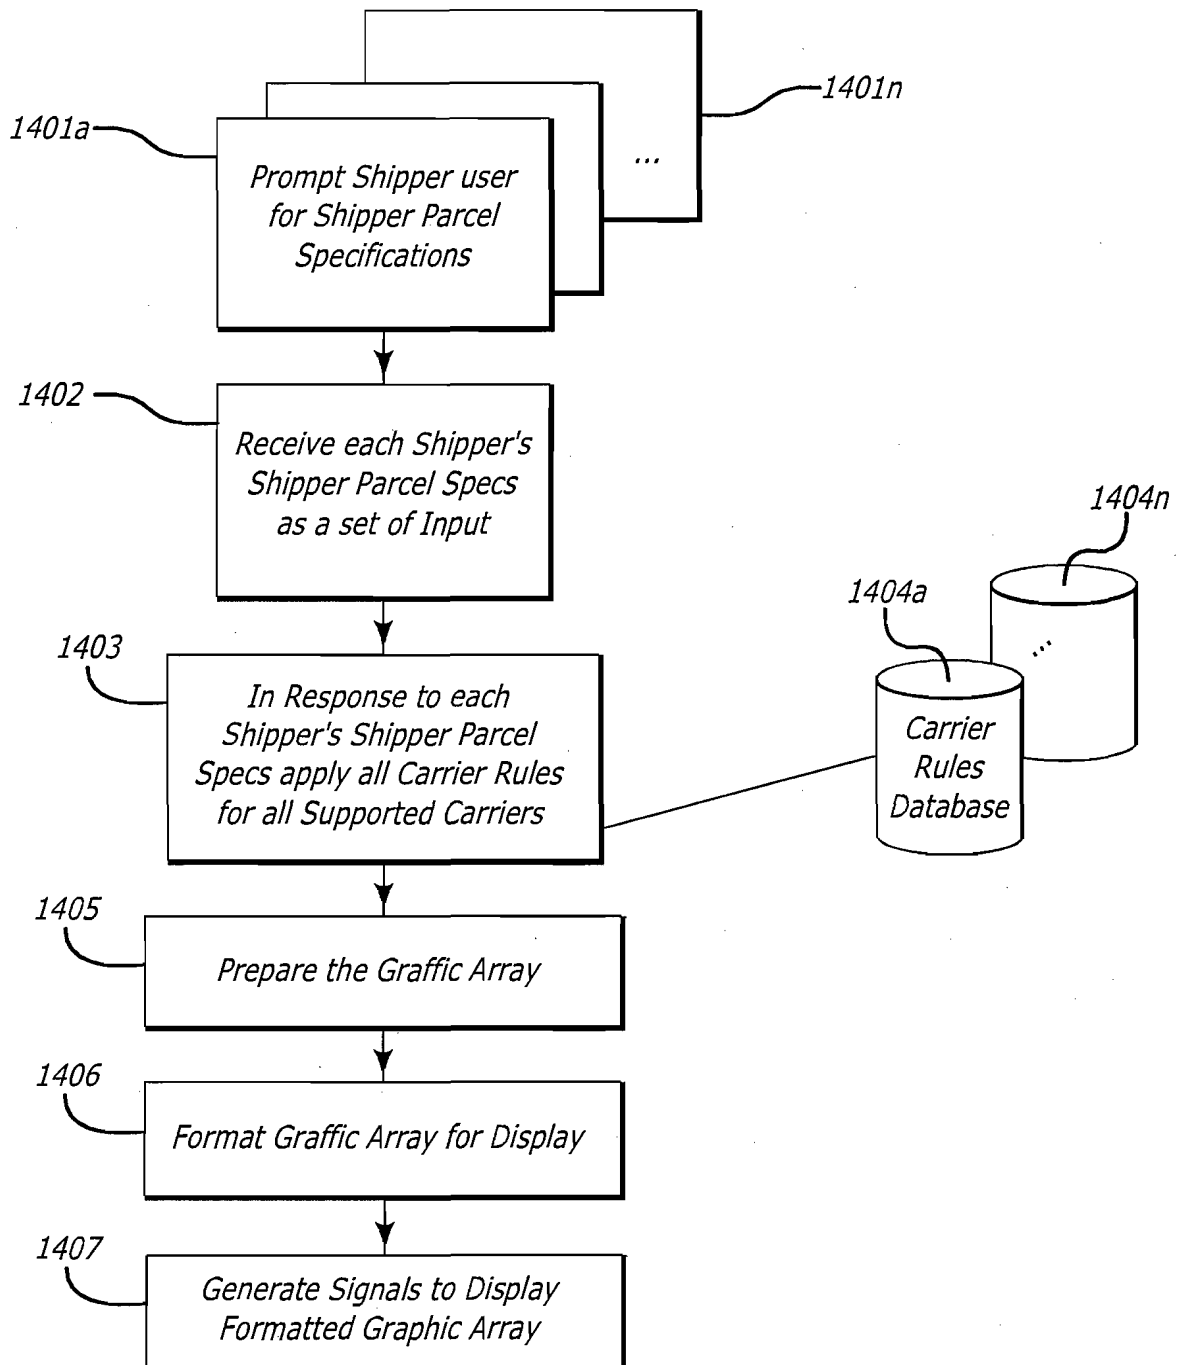 1401n
1401a
...
Prompt Shipper user
for Shipper Parcel
Specifications
1402
Receive each Shipper's
Shipper Parcel Specs
as a set of Input
1404n
1404a
...
Carrier
Rules
Database
1403
In Response to each
Shipper's Shipper Parcel
Specs apply all Carrier Rules
for all Supported Carriers
1405
Prepare the Graffic Array
1406
Format Graffic Array for Display
1407
Generate Signals to Display
Formatted Graphic Array